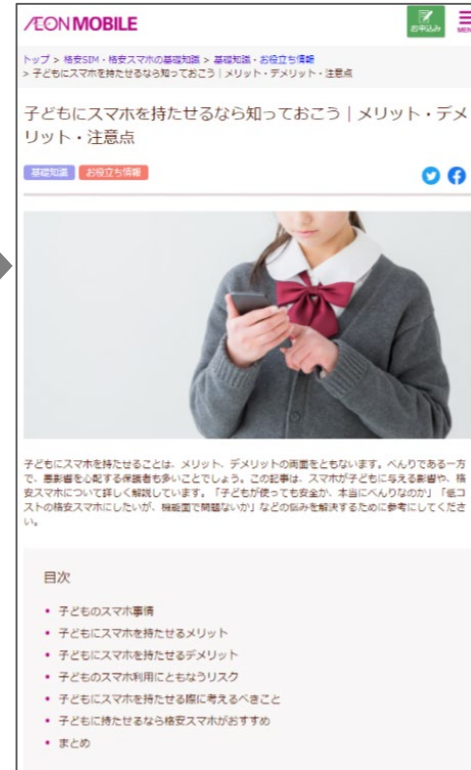 ÆON MOBILE
お申込み
MENU
トップ > 格安SIM・格安スマホの基礎知識 > 基礎知識・お役立ち情報
> 子どもにスマホを持たせるなら知っておこう｜メリット・デメリット・注意点
子どもにスマホを持たせるなら知っておこう｜メリット・デメ
リット・注意点
基礎知識 お役立ち情報
子どもにスマホを持たせることは、メリット、デメリットの両面をともないます。べんりである一方
で、悪影響を心配する保護者も多いことでしょう。この記事は、スマホが子どもに与える影響や、格
安スマホについて詳しく解説しています。「子どもが使っても安全か、本当にべんりなのか」「低コ
ストの格安スマホにしたいが、機能面で問題ないか」などの悩みを解決するために参考にしてくださ
い。
目次
• 子どものスマホ事情
• 子どもにスマホを持たせるメリット
• 子どもにスマホを持たせるデメリット
• 子どものスマホ利用にともなうリスク
• 子どもにスマホを持たせる際に考えるべきこと
• 子どもに持たせるなら格安スマホがおすすめ
• まとめ